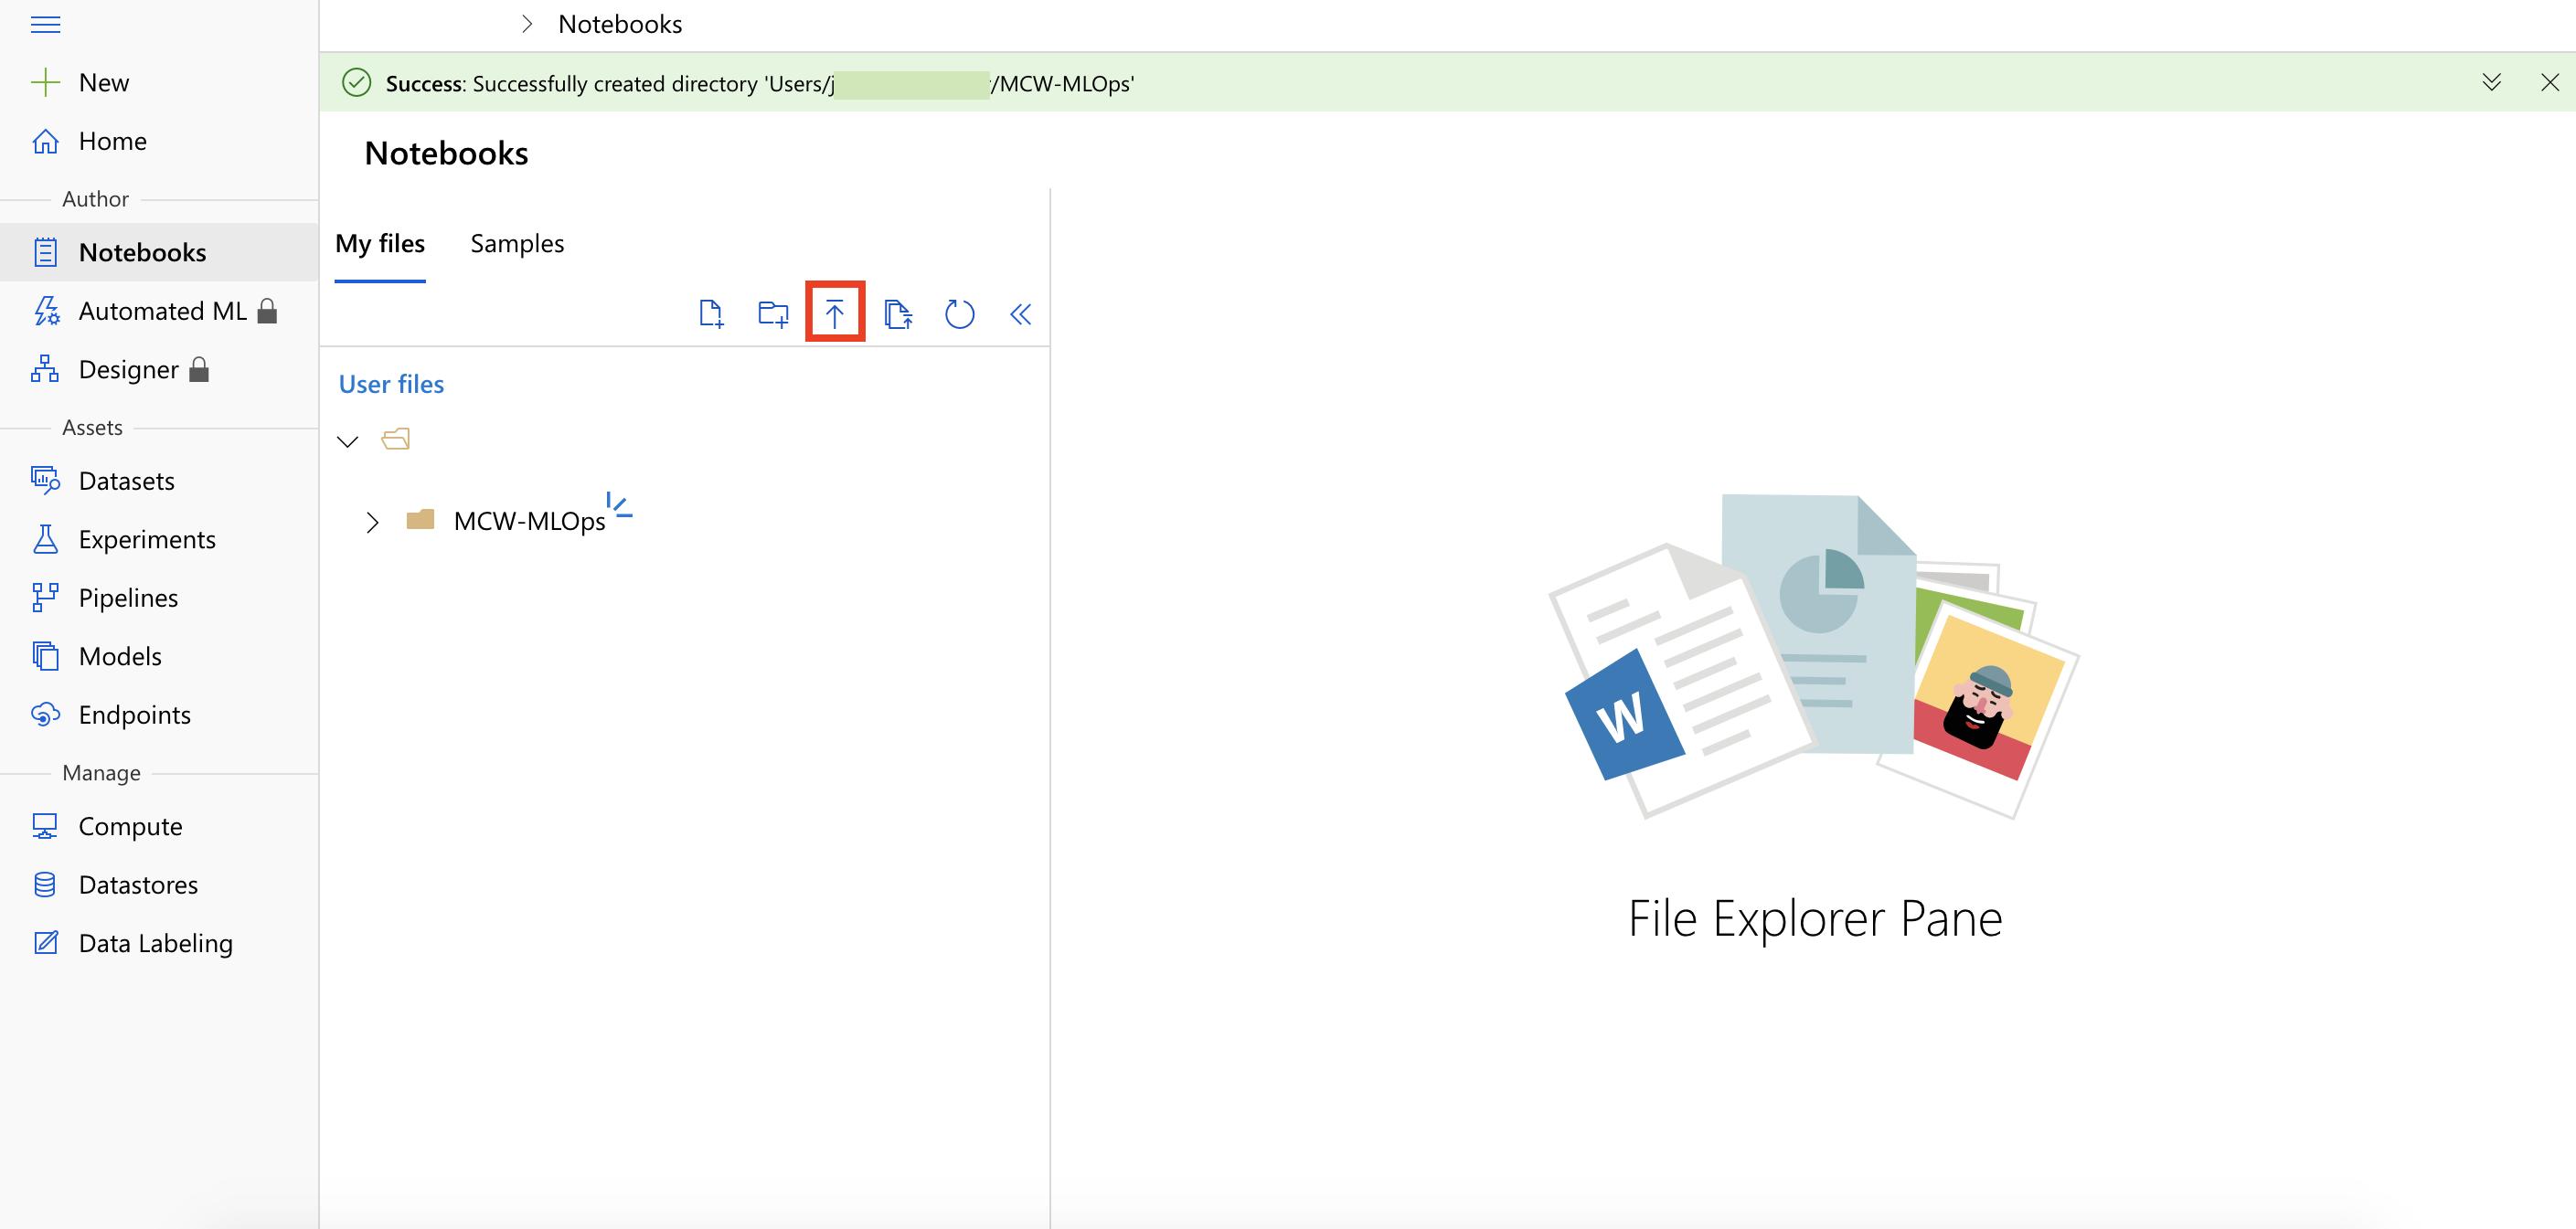 Notebooks
New
Success: Successfully created directory 'Users/j /MCW-MLOps'
Home
Notebooks
Author
My files Samples
Notebooks
Automated ML
Designer
User files
Assets
Datasets
MCW-MLOps
Experiments
Pipelines
Models
W
Endpoints
Manage
Compute
Datastores
File Explorer Pane
Data Labeling